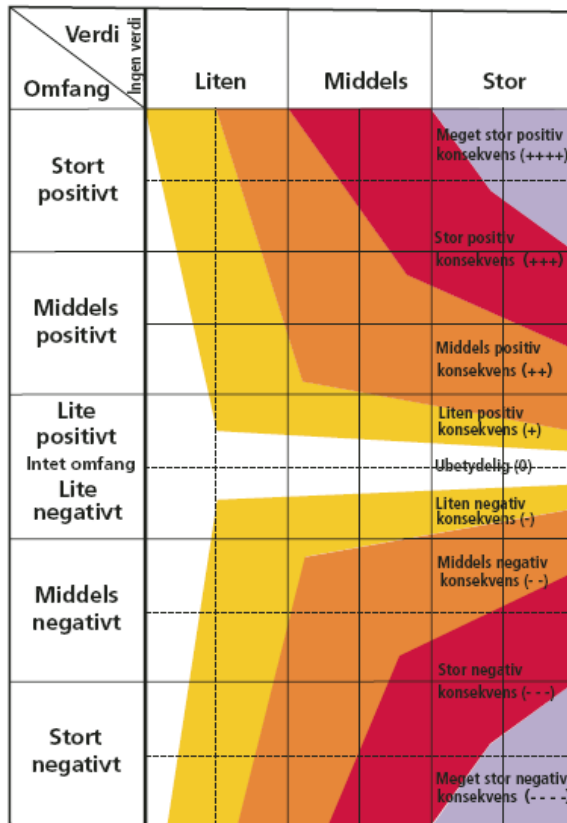 Verdi
Omfang
Ingen verdi
Liten
Middels
Stor
Stort
positivt
Meget stor positiv
konsekvens (++++)
Stor positiv
konsekvens (+++)
Middels
positivt
Middels positiv
konsekvens (++)
Lite
positivt
Liten positiv
konsekvens (+)
Intet omfang
Ubetydelig (0)
Lite
negativt
Liten negativ
konsekvens (-)
Middels
negativt
Middels negativ
konsekvens (- -)
Stor negativ
konsekvens (- - -)
Stort
negativt
Meget stor negativ
konsekvens (- - - -)